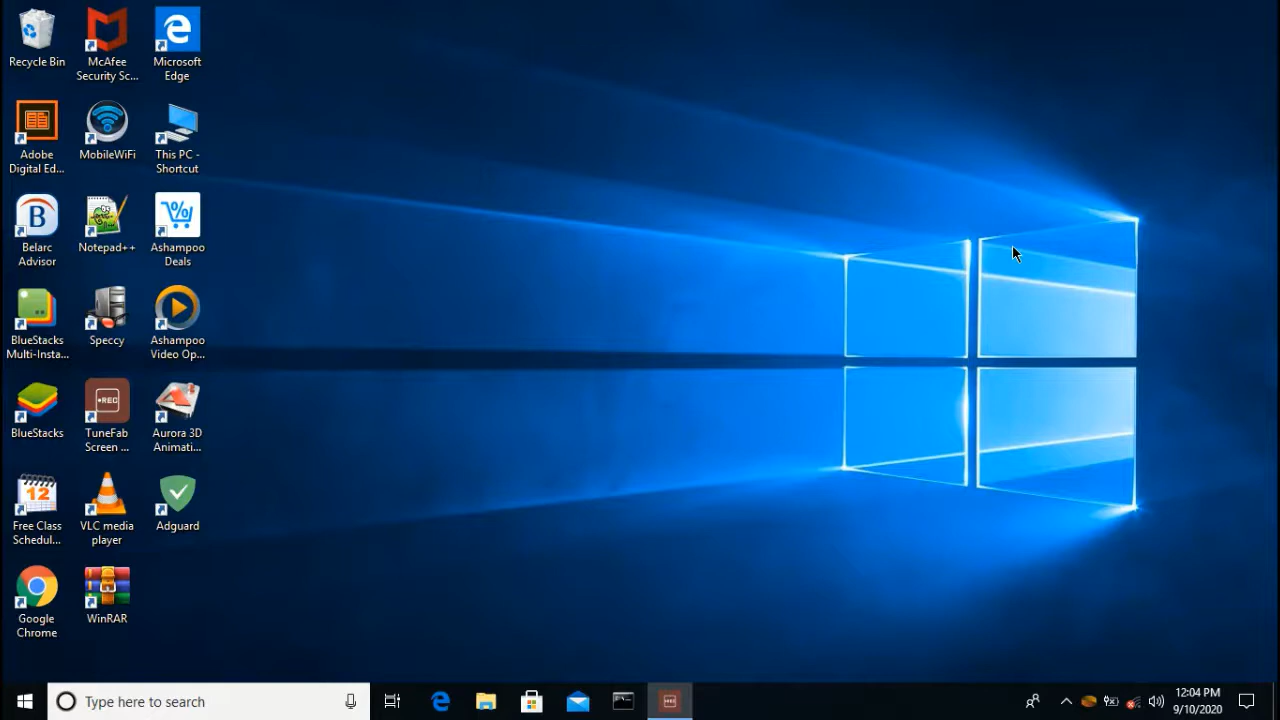 Recycle Bin
McAfee
Security Sc...
Microsoft
Edge
Adobe
Digital Ed...
MobileWiFi
This PC -
Shortcut
B
Belarc
Advisor
Notepad++
%
Ashampoo
Deals
BlueStacks
Multi-Insta...
Speccy
Ashampoo
Video Op...
BlueStacks
•REC
TuneFab
Screen ...
Aurora 3D
Animati...
12
Free Class
Schedul...
VLC media
player
Adguard
Google
Chrome
WinRAR
Type here to search
12:04 PM
9/10/2020